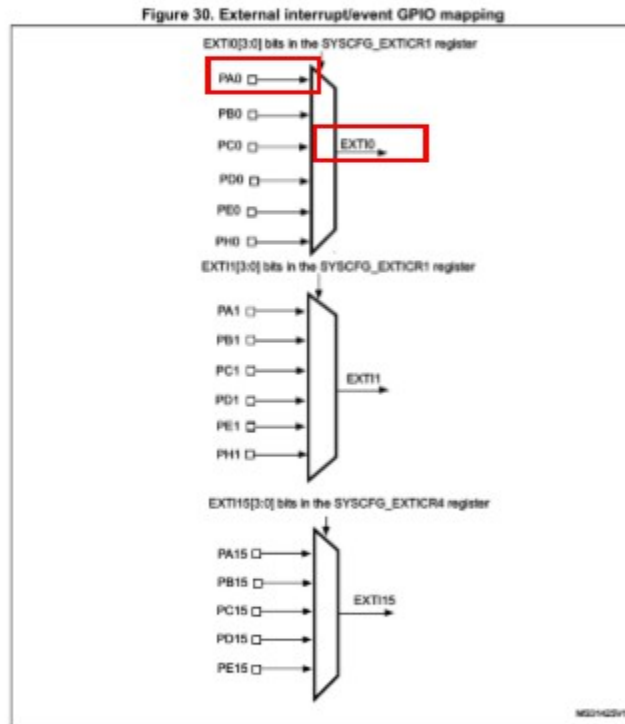 Figure 30. External interrupt/event GPIO mapping
EXTI0[3:0] bits in the SYSCFG_EXTICR1 register
PA0
PB0
PC0
EXTI0
PD0
PE0
PH0
EXTI1[3:0] bits in the SYSCFG_EXTICR1 register
PA1
PB1
PC1
EXTI1
PD1
PE1
PH1
EXTI15[3:0] bits in the SYSCFG_EXTICR4 register
PA15
PB15
PC15
EXTI15
PD15
PE15